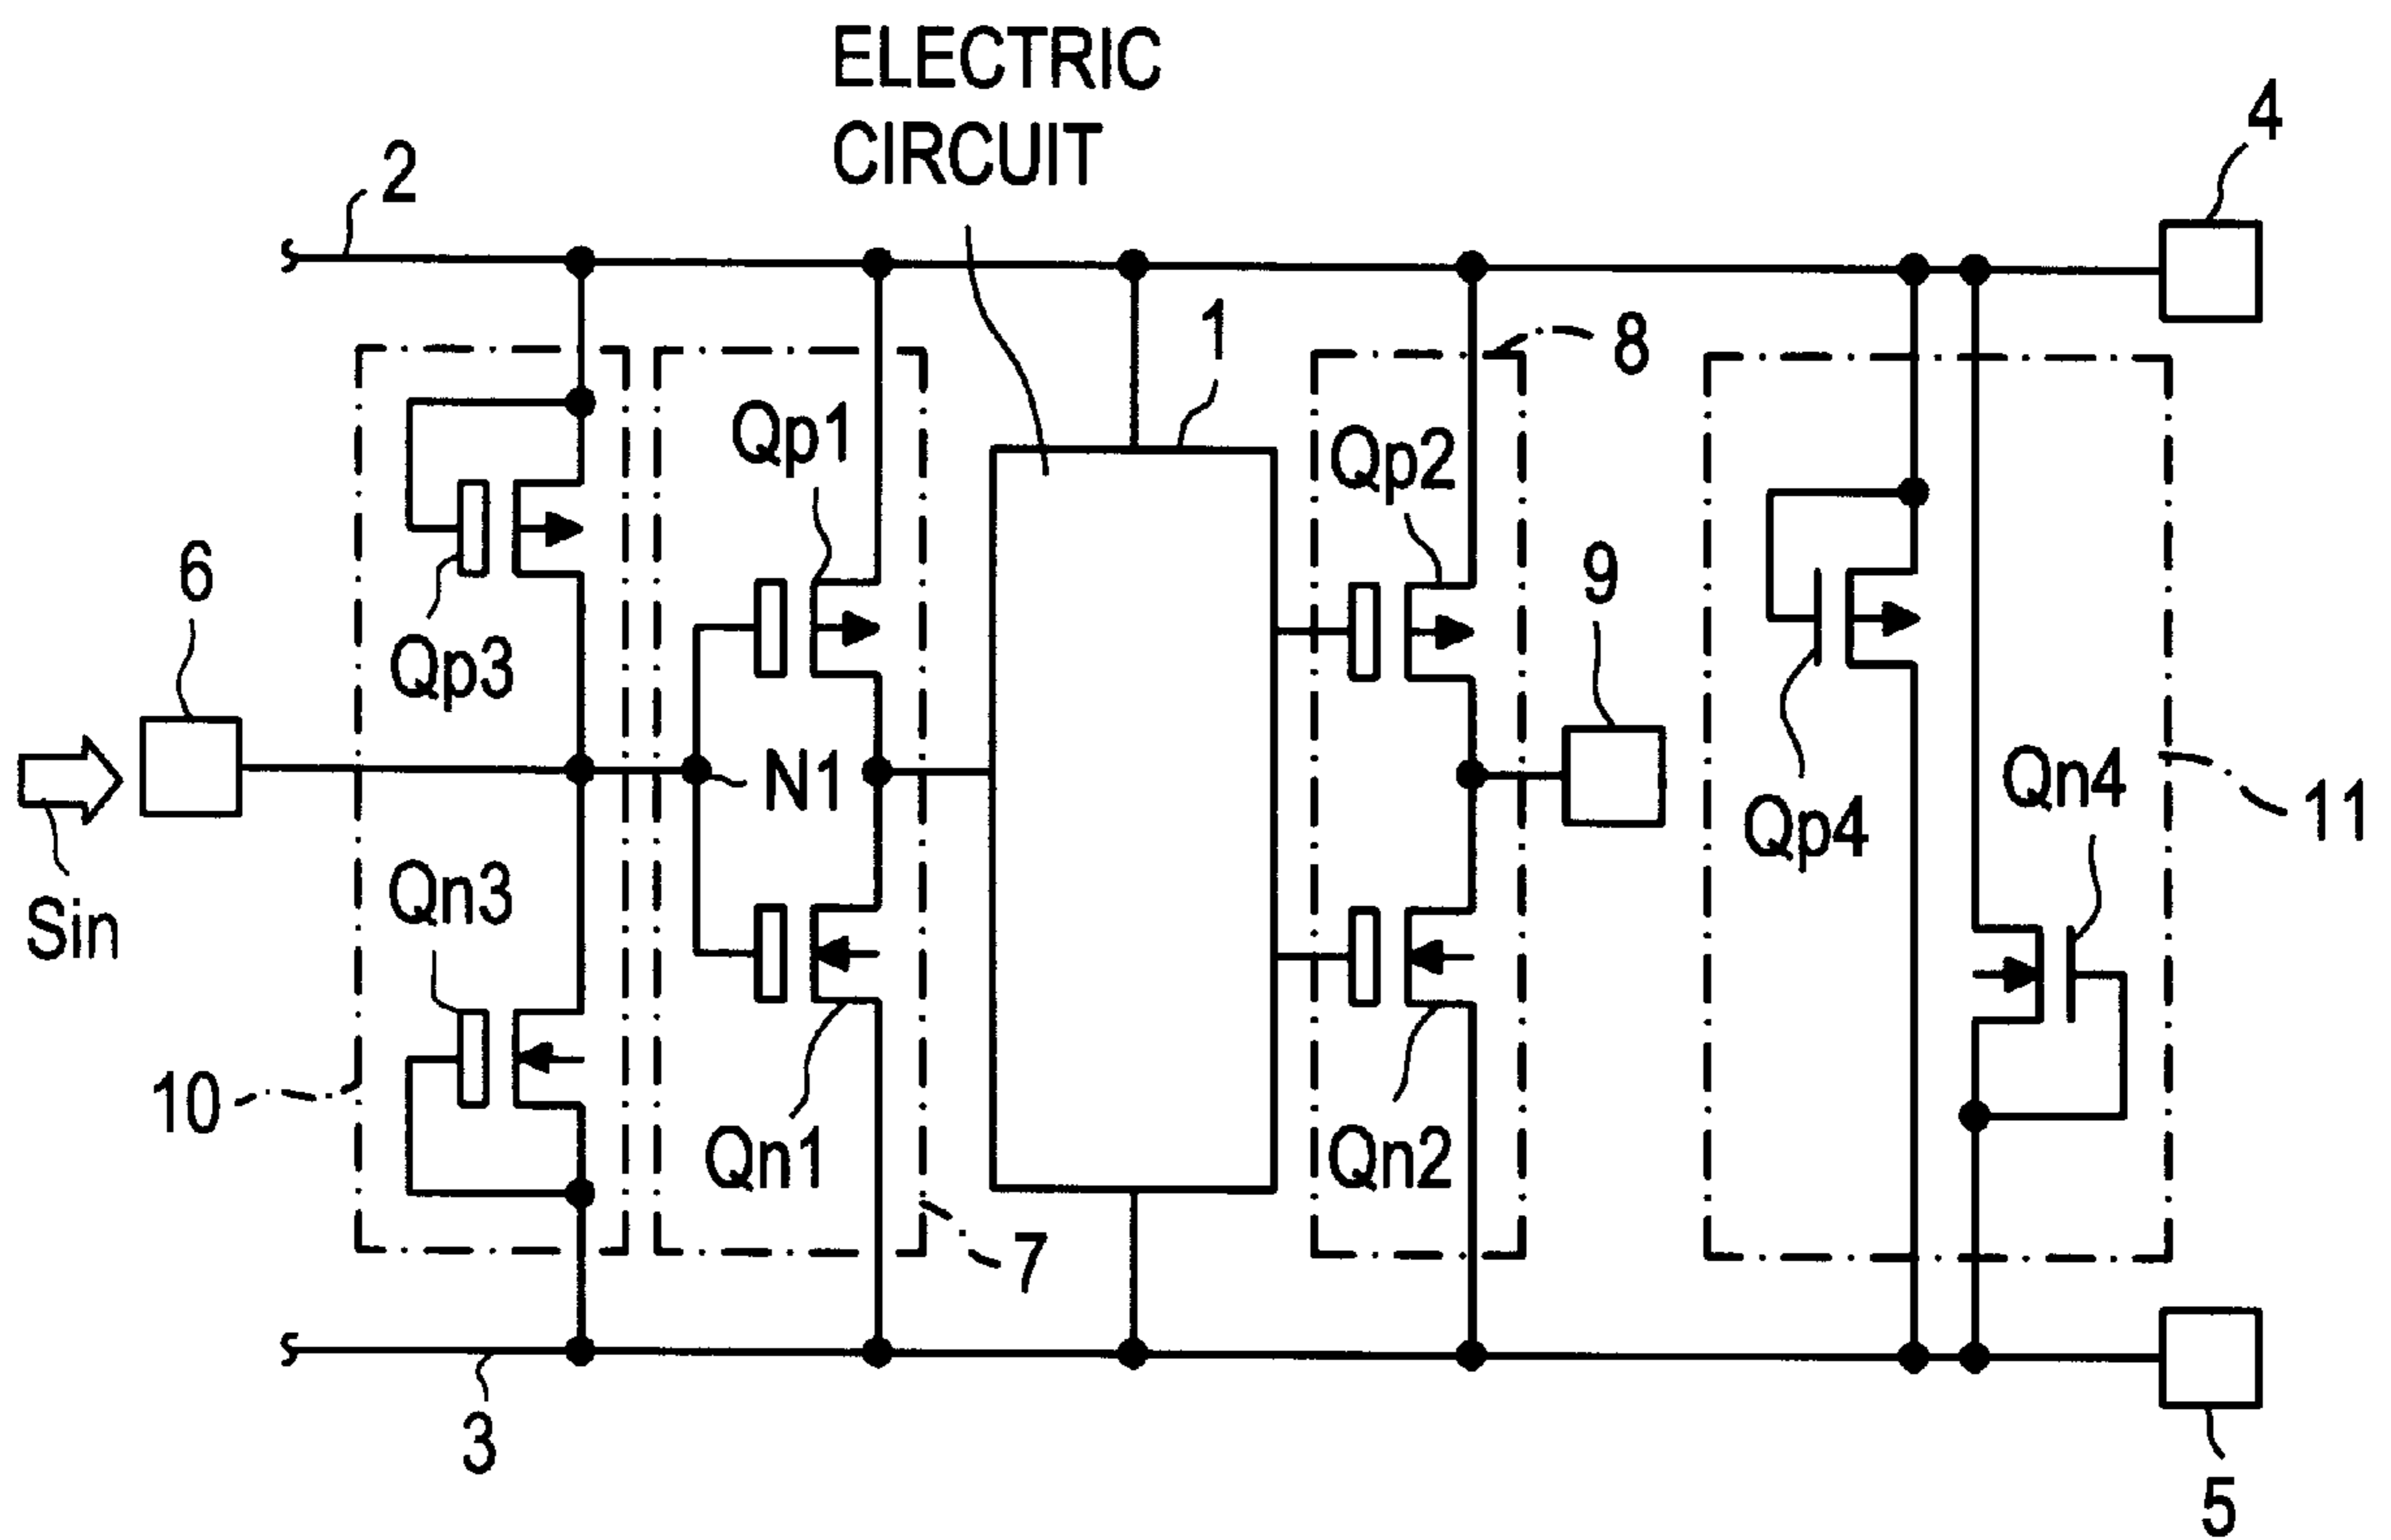 ELECTRIC
CIRCUIT
4
2
1
8
Qp1
Qp2
6
9
Qp3
N1
Qn4
11
Qp4
Qn3
Sin
10
Qn1
Qn2
7
3
5